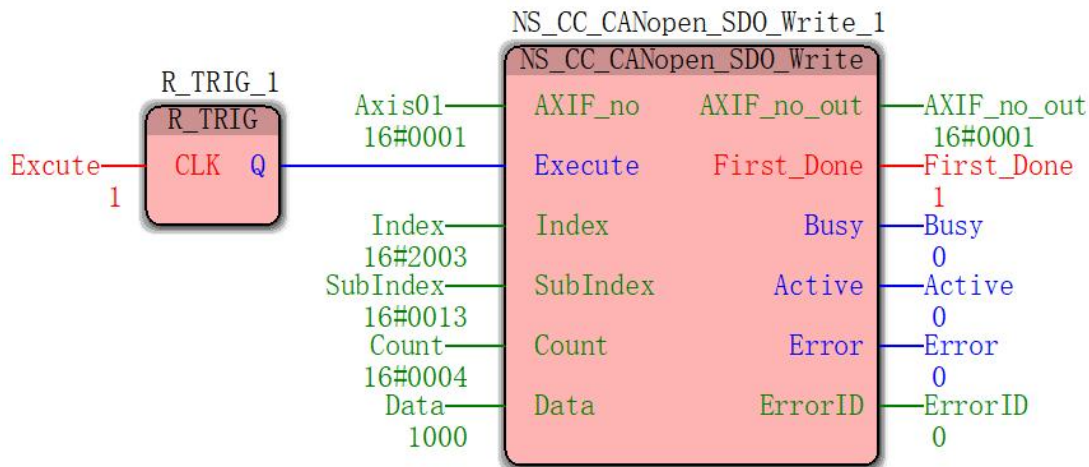 NS_CC_CANopen_SDO_Write_1
NS_CC_CANopen_SDO_Write
R_TRIG_1
R_TRIG
Axis01 AXIF_no AXIF_no_out AXIF_no_out
16#0001 16#0001
Excute CLK Q Execute First_Done First_Done
1 1
Index Index Busy Busy
16#2003 0
SubIndex SubIndex Active Active
16#0013 0
Count Count Error Error
16#0004 0
Data Data ErrorID ErrorID
1000 0